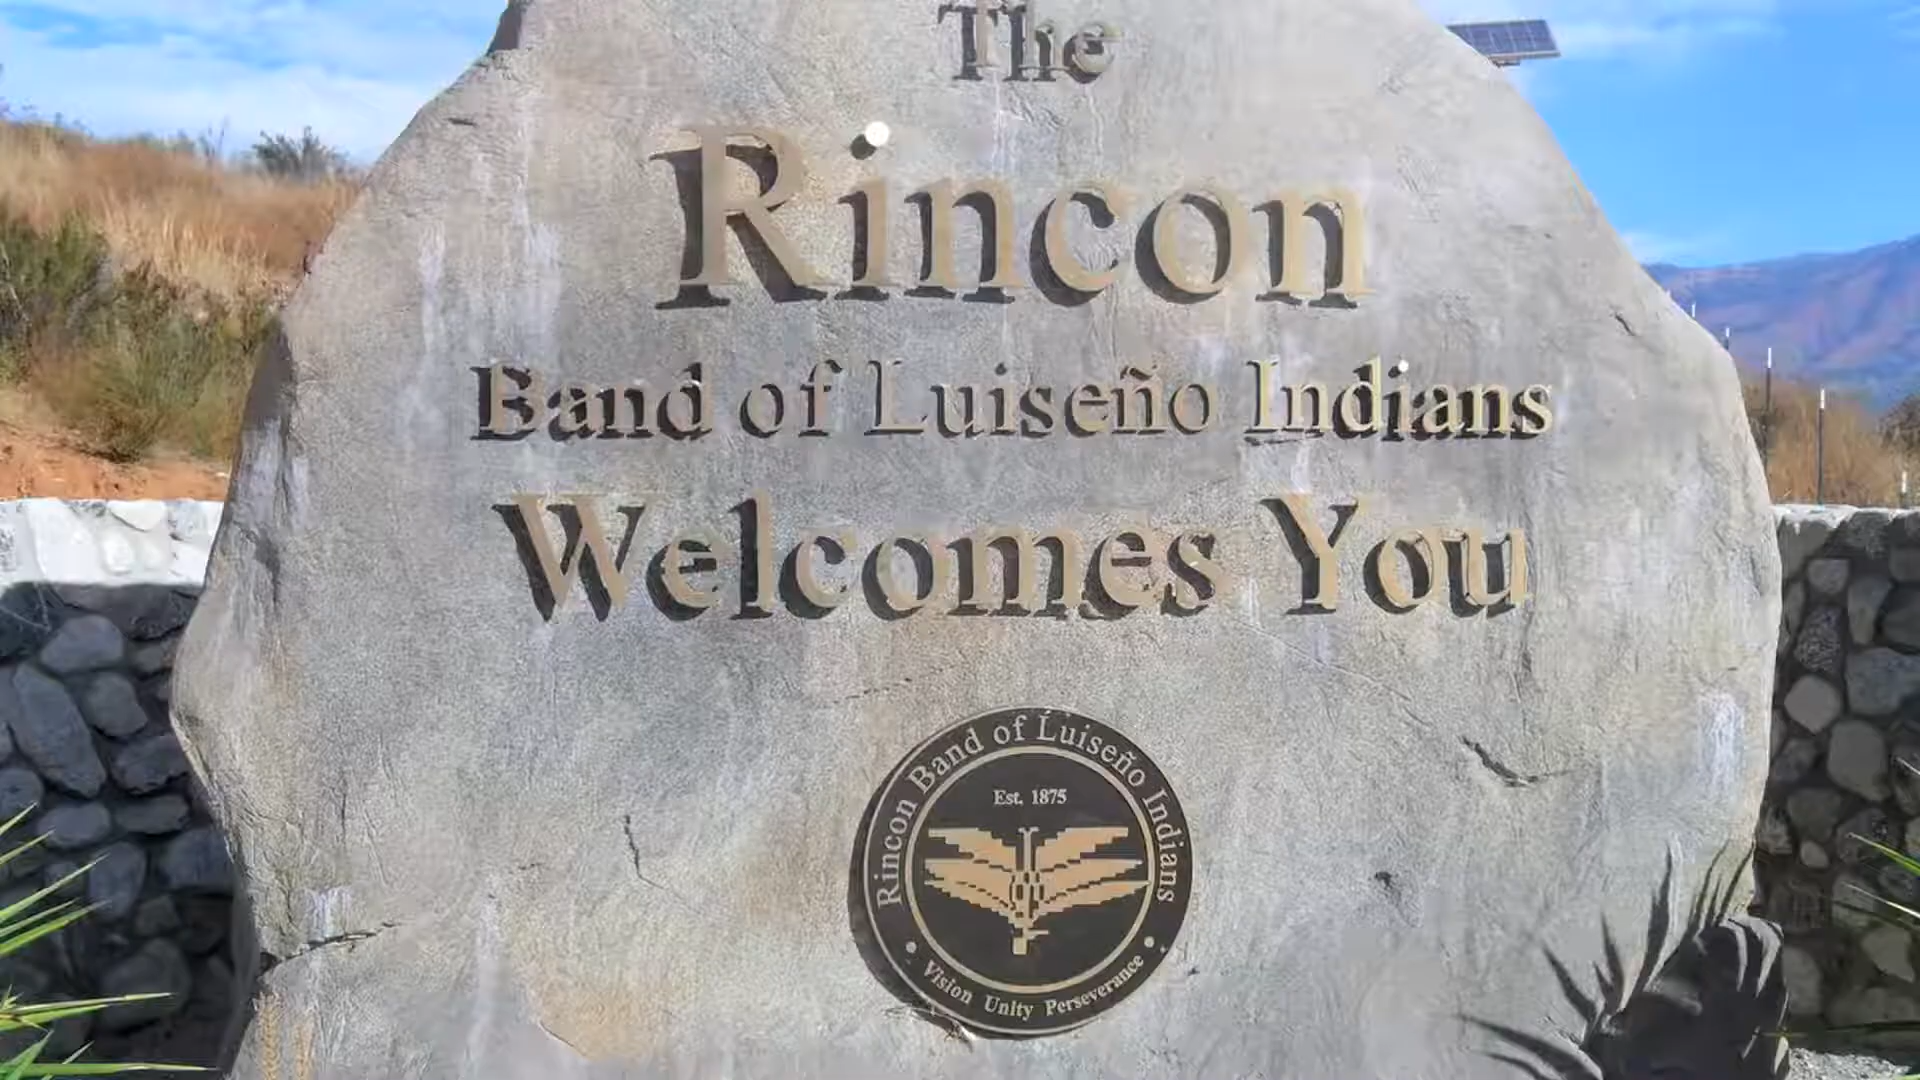 The
Rincon
Band of Luiseño Indians
Welcomes You
Rincon Band of Luiseño Indians
Est. 1875
Vision Unity Perseverance